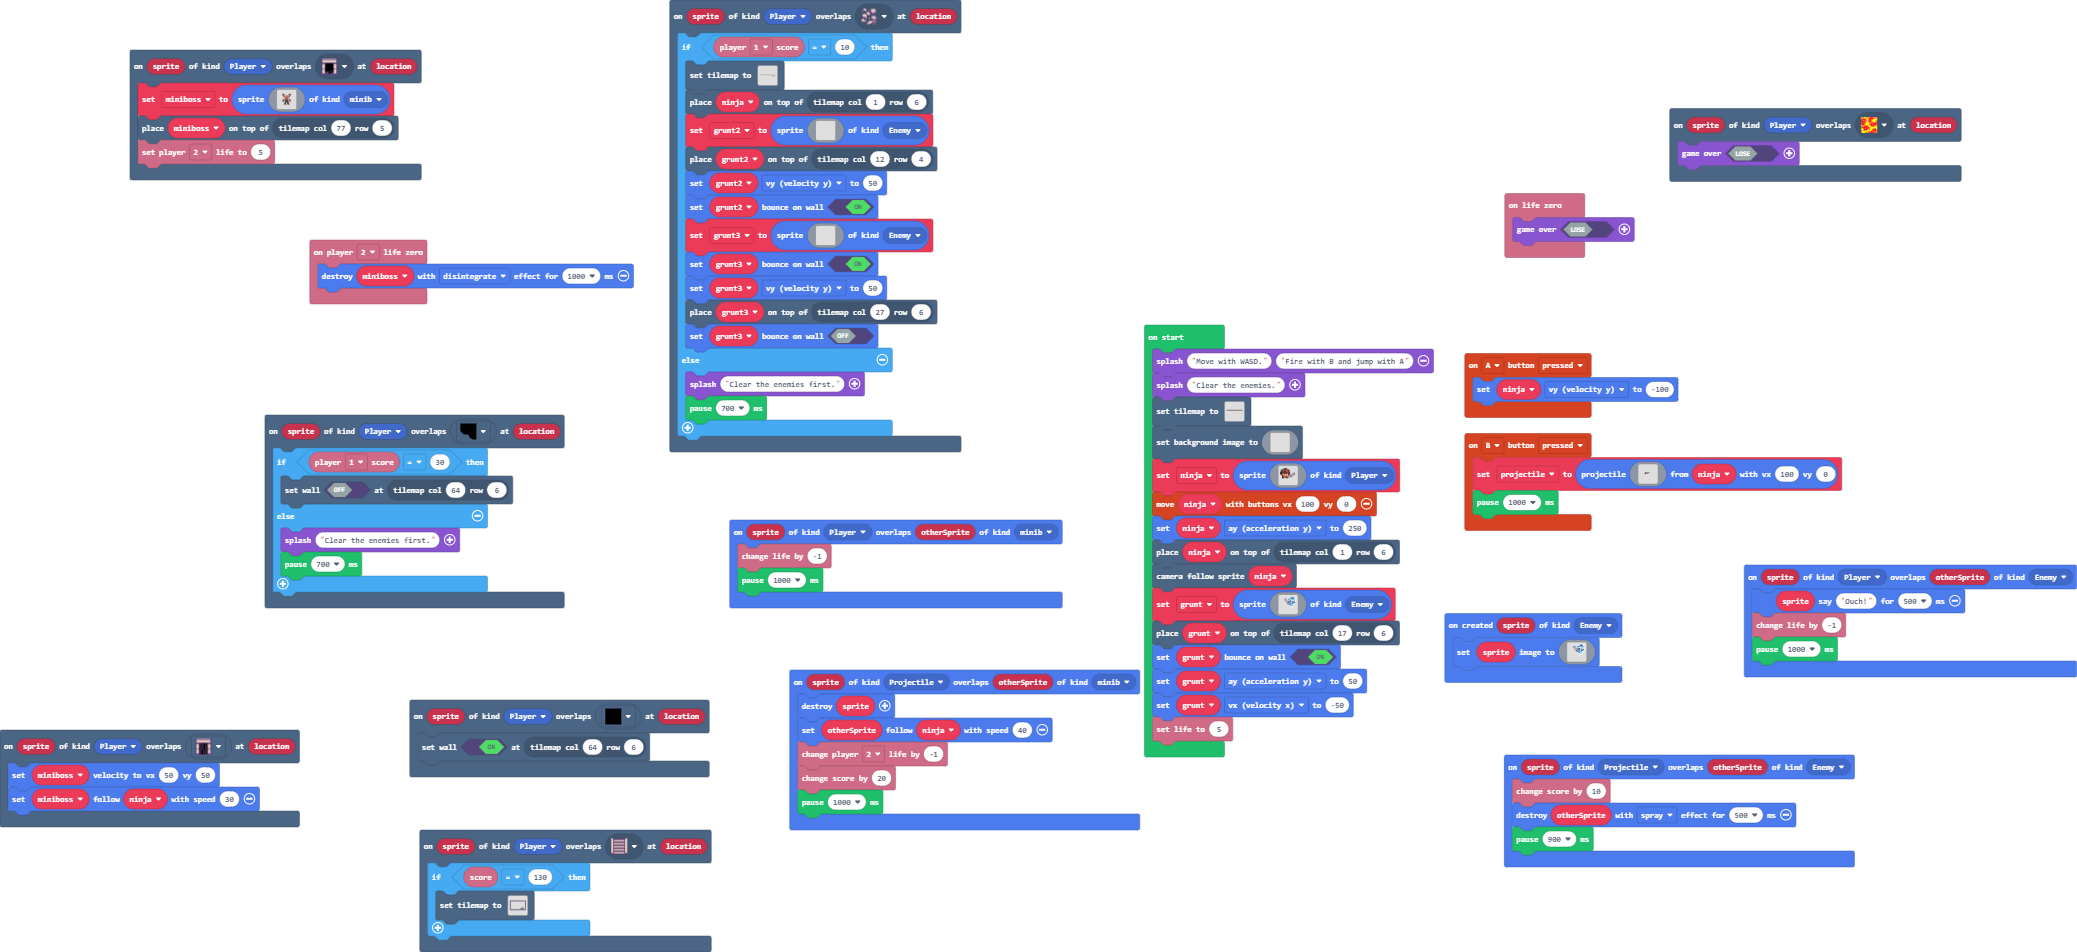 on sprite of kind Player overlaps at location
if player 1 score = 10 then
set tilemap to
place ninja on top of tilemap col 1 row 6
set grunt2 to sprite of kind Enemy
place grunt2 on top of tilemap col 12 row 4
set grunt2 vy (velocity y) to 50
set grunt2 bounce on wall ON
set grunt3 to sprite of kind Enemy
set grunt3 bounce on wall ON
set grunt3 vy (velocity y) to 50
place grunt3 on top of tilemap col 27 row 6
set grunt3 bounce on wall OFF
else
splash "Clear the enemies first."
pause 700 ms
on sprite of kind Player overlaps at location
set miniboss to sprite of kind minib
place miniboss on top of tilemap col 77 row 5
set player 2 life to 5
on sprite of kind Player overlaps at location
game over LOSE
on life zero
game over LOSE
on player 2 life zero
destroy miniboss with disintegrate effect for 1000 ms
on start
splash "Move with WASD." "Fire with B and jump with A"
splash "Clear the enemies."
set tilemap to
set background image to
set ninja to sprite of kind Player
move ninja with buttons vx 100 vy 0
set ninja ay (acceleration y) to 250
place ninja on top of tilemap col 1 row 6
camera follow sprite ninja
set grunt to sprite of kind Enemy
place grunt on top of tilemap col 17 row 6
set grunt bounce on wall ON
set grunt ay (acceleration y) to 50
set grunt vx (velocity x) to -50
set life to 5
on A button pressed
set ninja vy (velocity y) to -100
on B button pressed
set projectile to projectile from ninja with vx 100 vy 0
pause 1000 ms
on sprite of kind Player overlaps at location
if player 1 score = 30 then
set wall OFF at tilemap col 64 row 6
else
splash "Clear the enemies first."
pause 700 ms
on sprite of kind Player overlaps otherSprite of kind minib
change life by -1
pause 1000 ms
on sprite of kind Player overlaps otherSprite of kind Enemy
sprite say "Ouch!" for 500 ms
change life by -1
pause 1000 ms
on created sprite of kind Enemy
set sprite image to
on sprite of kind Projectile overlaps otherSprite of kind minib
destroy sprite
set otherSprite follow ninja with speed 40
change player 2 life by -1
change score by 20
pause 1000 ms
on sprite of kind Player overlaps at location
set wall ON at tilemap col 64 row 6
on sprite of kind Player overlaps at location
set miniboss velocity to vx 50 vy 50
set miniboss follow ninja with speed 30
on sprite of kind Projectile overlaps otherSprite of kind Enemy
change score by 10
destroy otherSprite with spray effect for 500 ms
pause 900 ms
on sprite of kind Player overlaps at location
if score = 130 then
set tilemap to